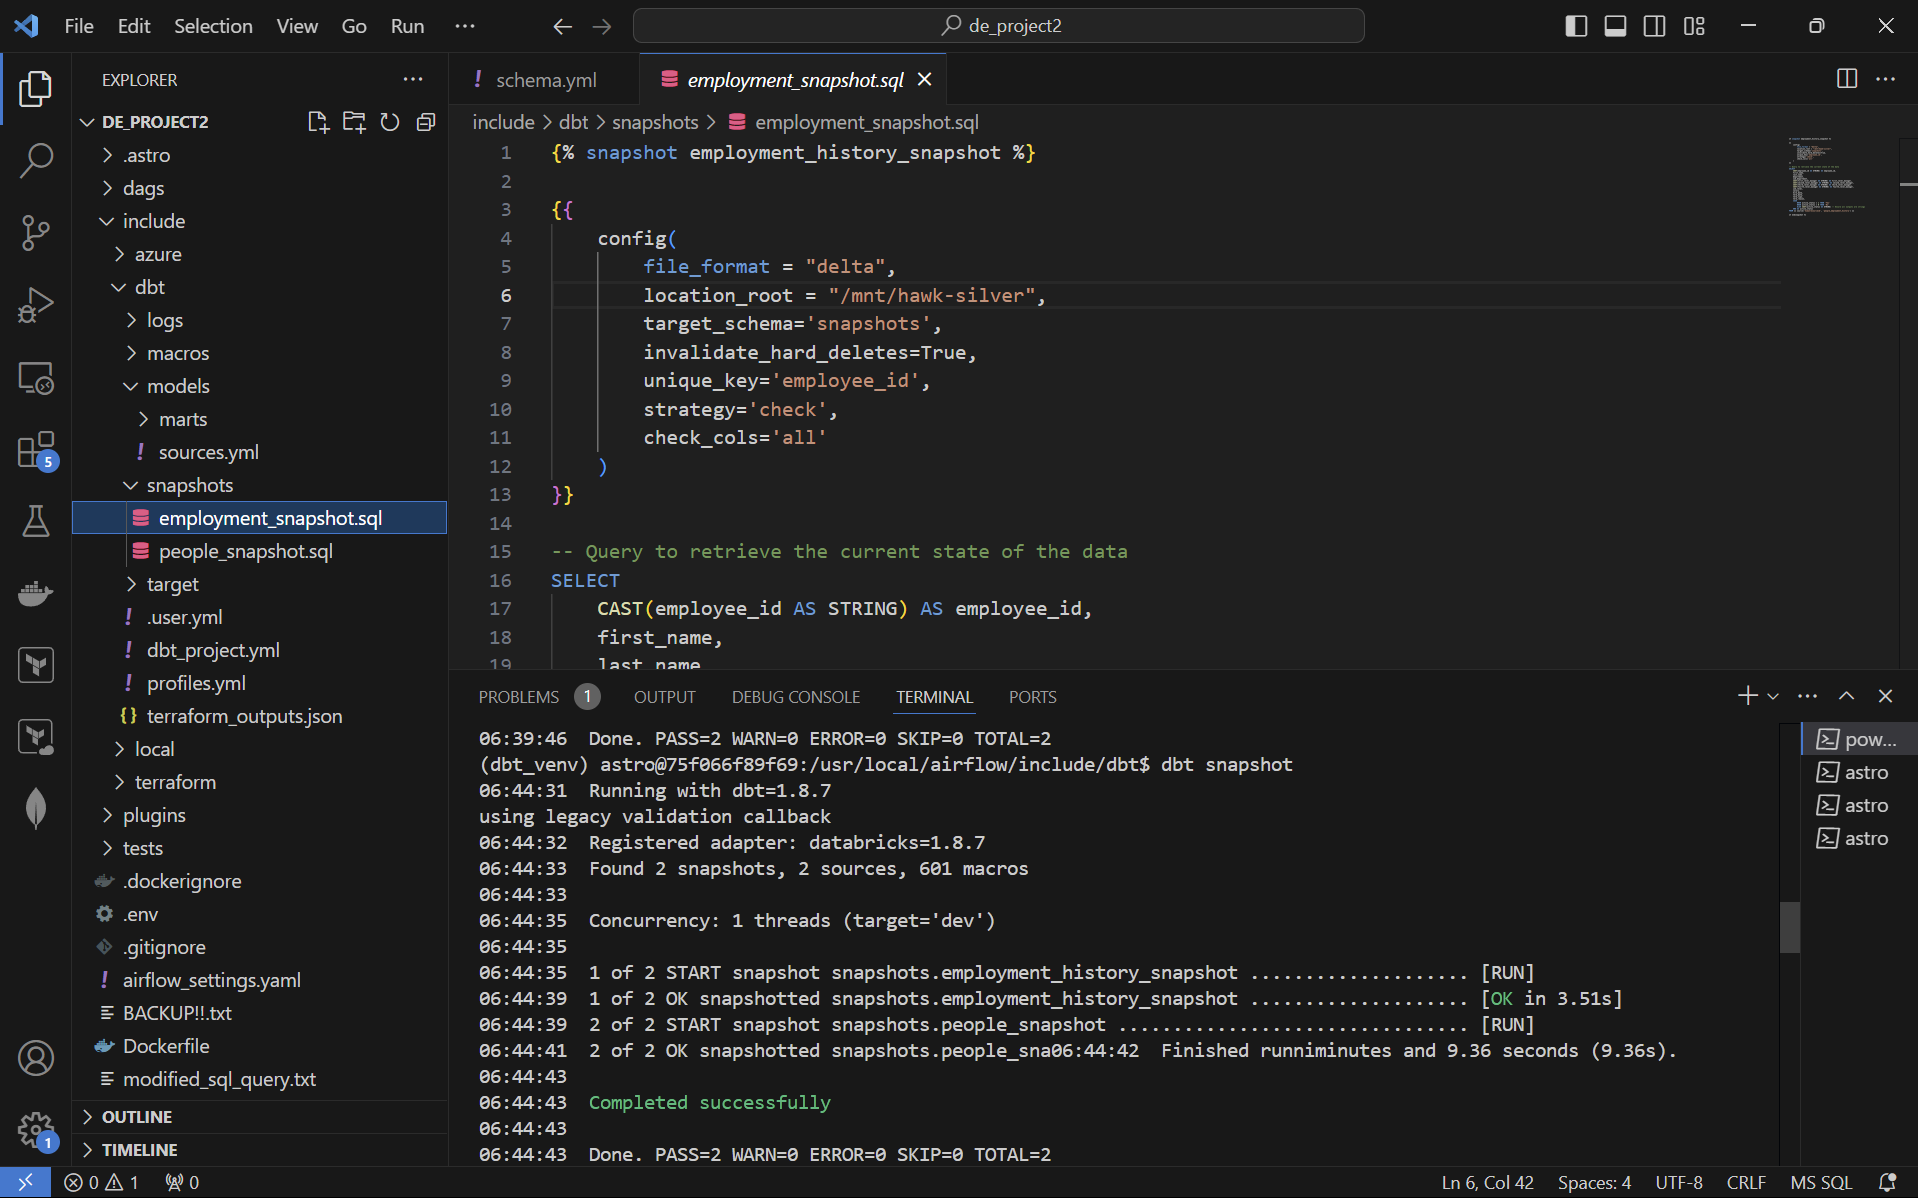 File Edit Selection View Go Run
de_project2
EXPLORER
DE_PROJECT2
.astro
dags
include
azure
dbt
logs
macros
models
marts
! sources.yml
snapshots
employment_snapshot.sql
people_snapshot.sql
target
! .user.yml
! dbt_project.yml
! profiles.yml
{} terraform_outputs.json
local
terraform
plugins
tests
.dockerignore
.env
.gitignore
! airflow_settings.yaml
BACKUP!!.txt
Dockerfile
modified_sql_query.txt
OUTLINE
TIMELINE
5
1
! schema.yml
employment_snapshot.sql
include > dbt > snapshots > employment_snapshot.sql
1 {% snapshot employment_history_snapshot %}
2
3 {{
4 config(
5 file_format = "delta",
6 location_root = "/mnt/hawk-silver",
7 target_schema='snapshots',
8 invalidate_hard_deletes=True,
9 unique_key='employee_id',
10 strategy='check',
11 check_cols='all'
12 )
13 }}
14
15 -- Query to retrieve the current state of the data
16 SELECT
17 CAST(employee_id AS STRING) AS employee_id,
18 first_name,
19 last_name
PROBLEMS 1 OUTPUT DEBUG CONSOLE TERMINAL PORTS
06:39:46 Done. PASS=2 WARN=0 ERROR=0 SKIP=0 TOTAL=2
(dbt_venv) astro@75f066f89f69:/usr/local/airflow/include/dbt$ dbt snapshot
06:44:31 Running with dbt=1.8.7
using legacy validation callback
06:44:32 Registered adapter: databricks=1.8.7
06:44:33 Found 2 snapshots, 2 sources, 601 macros
06:44:33
06:44:35 Concurrency: 1 threads (target='dev')
06:44:35
06:44:35 1 of 2 START snapshot snapshots.employment_history_snapshot .................... [RUN]
06:44:39 1 of 2 OK snapshotted snapshots.employment_history_snapshot .................... [OK in 3.51s]
06:44:39 2 of 2 START snapshot snapshots.people_snapshot ................................ [RUN]
06:44:41 2 of 2 OK snapshotted snapshots.people_sna06:44:42 Finished runniminutes and 9.36 seconds (9.36s).
06:44:43
06:44:43 Completed successfully
06:44:43
06:44:43 Done. PASS=2 WARN=0 ERROR=0 SKIP=0 TOTAL=2
pow...
astro
astro
astro
0 1 0
Ln 6, Col 42 Spaces: 4 UTF-8 CRLF MS SQL